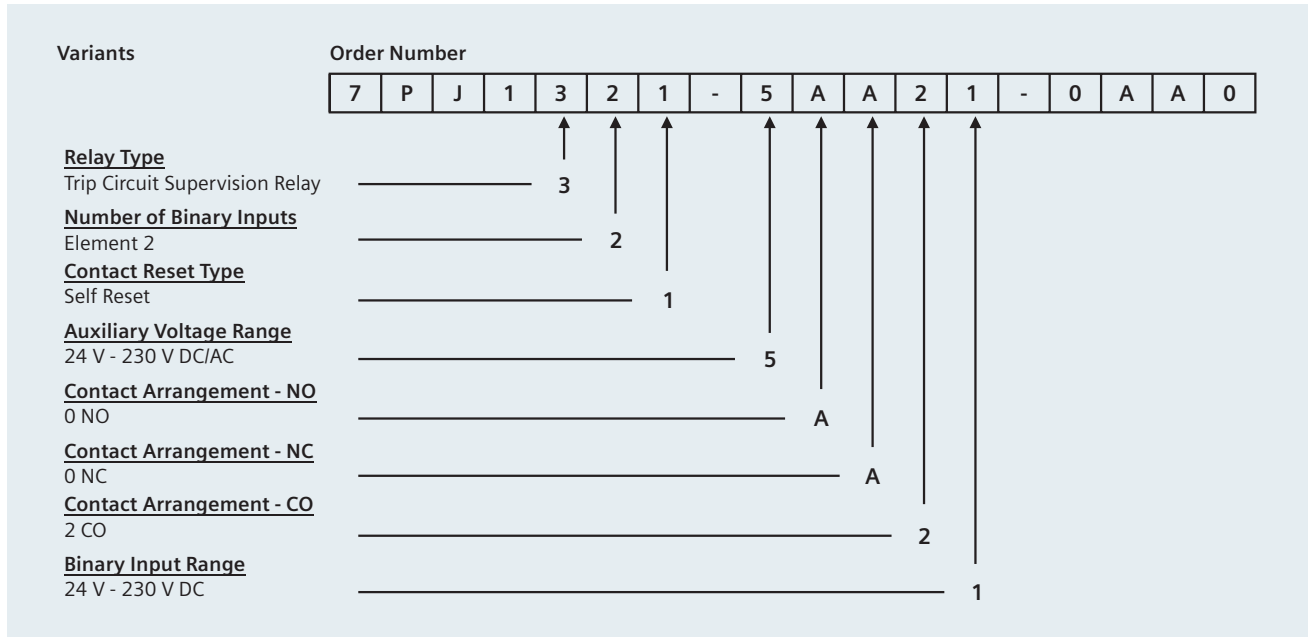 Variants Order Number
7 P J 1 3 2 1 - 5 A A 2 1 - 0 A A 0
Relay Type
Trip Circuit Supervision Relay 3
Number of Binary Inputs
Element 2 2
Contact Reset Type
Self Reset 1
Auxiliary Voltage Range
24 V - 230 V DC/AC 5
Contact Arrangement - NO
0 NO A
Contact Arrangement - NC
0 NC A
Contact Arrangement - CO
2 CO 2
Binary Input Range
24 V - 230 V DC 1